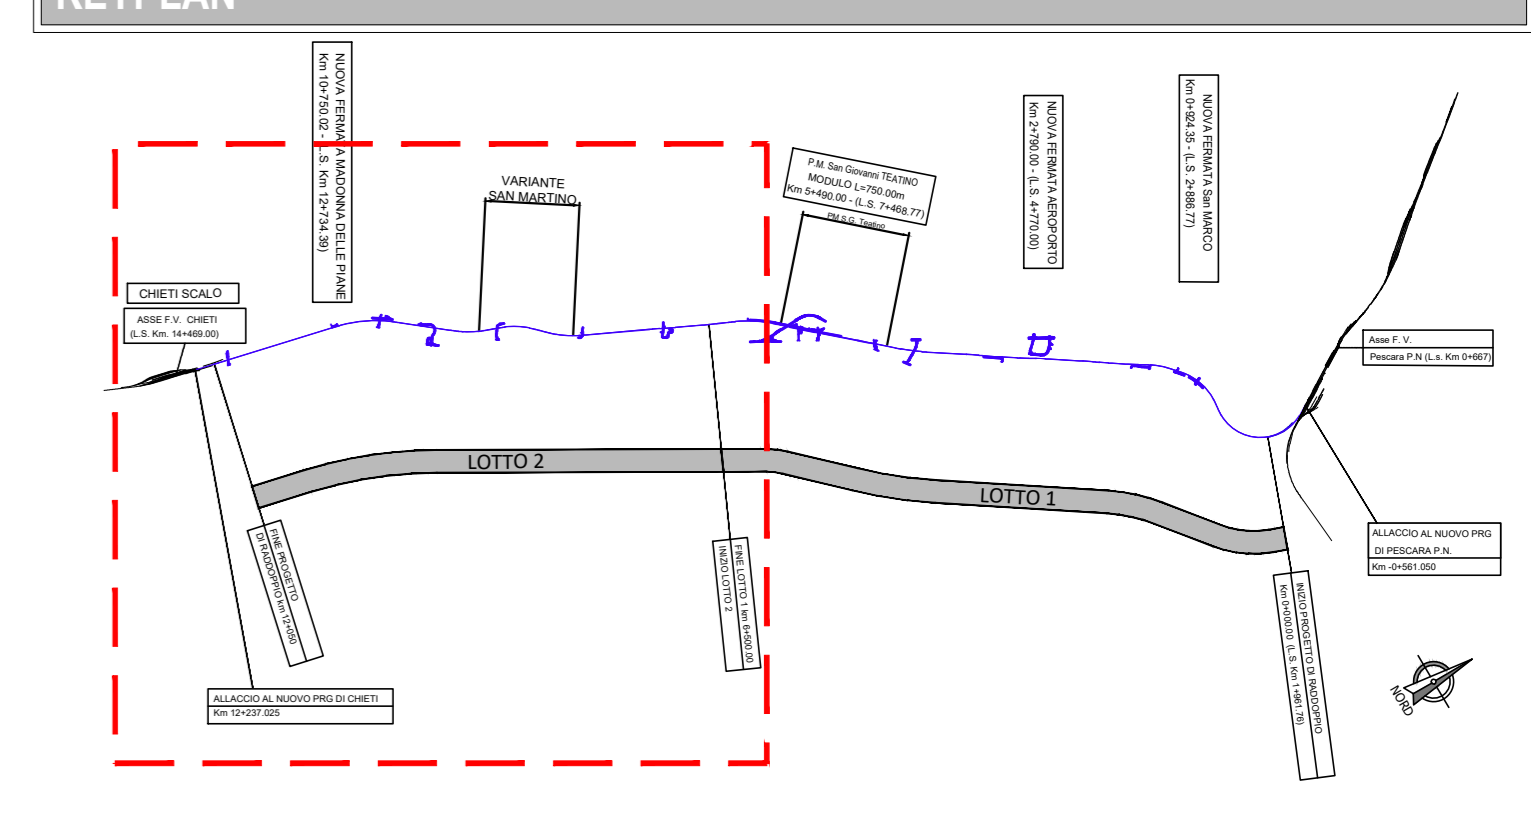 KEYPLAN
NUOVA FERMATA MADONNA DELLE PIANE
Km 10+750.02 - (L.S. Km 12+734.39)
VARIANTE
SAN MARTINO
P.M. San Giovanni TEATINO
MODULO L=750.00m
Km 5+490.00 - (L.S. 7+468.77)
P.M.S.G. Teatino
NUOVA FERMATA AEROPORTO
Km 2+790.00 - (L.S 4+770.00)
NUOVA FERMATA San MARCO
Km 0+924.35 - (L.S. 2+886.77)
CHIETI SCALO
ASSE F.V. CHIETI
(L.S. Km. 14+469.00)
Asse F. V.
Pescara P.N (L.s. Km 0+667)
LOTTO 2
LOTTO 1
FINE PROGETTO
DI RADDOPPIO km 12+050
FINE LOTTO 1 km 6+500.00
INIZIO LOTTO 2
INIZIO PROGETTO DI RADDOPPIO
Km 0+000.00 (L.S. Km 1+961.76)
ALLACCIO AL NUOVO PRG
DI PESCARA P.N.
Km -0+561.050
ALLACCIO AL NUOVO PRG DI CHIETI
Km 12+237.025
NORD